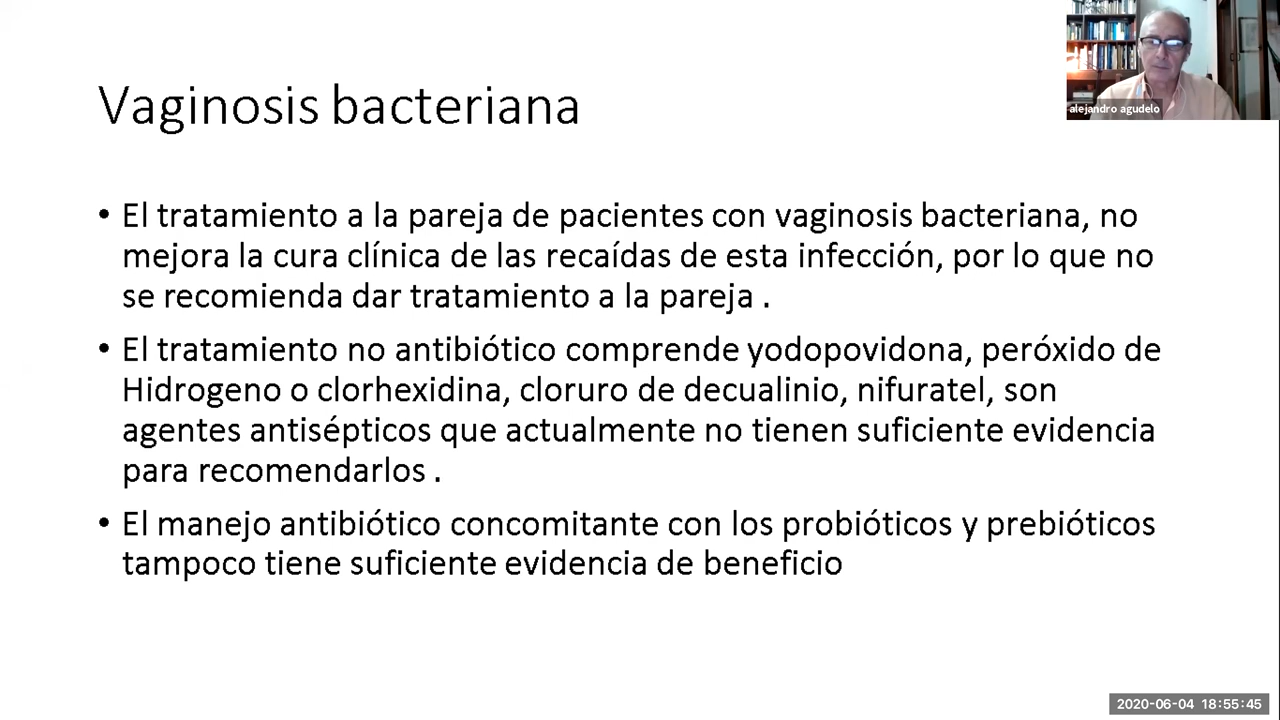 alejandro agudelo
Vaginosis bacteriana
• El tratamiento a la pareja de pacientes con vaginosis bacteriana, no
mejora la cura clínica de las recaídas de esta infección, por lo que no
se recomienda dar tratamiento a la pareja .
• El tratamiento no antibiótico comprende yodopovidona, peróxido de
Hidrogeno o clorhexidina, cloruro de decualinio, nifuratel, son
agentes antisépticos que actualmente no tienen suficiente evidencia
para recomendarlos .
• El manejo antibiótico concomitante con los probióticos y prebióticos
tampoco tiene suficiente evidencia de beneficio
2020-06-04 18:55:45